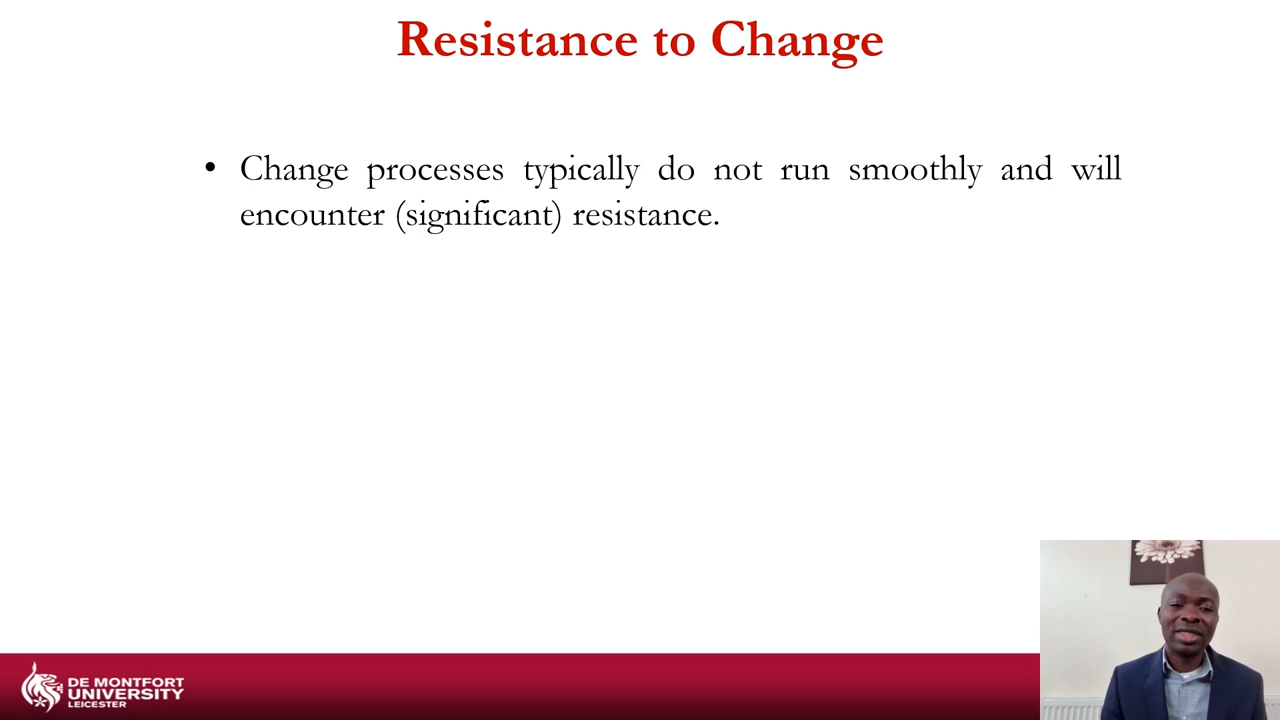 Resistance to Change
• Change processes typically do not run smoothly and will
encounter (significant) resistance.
DE MONTFORT
UNIVERSITY
LEICESTER